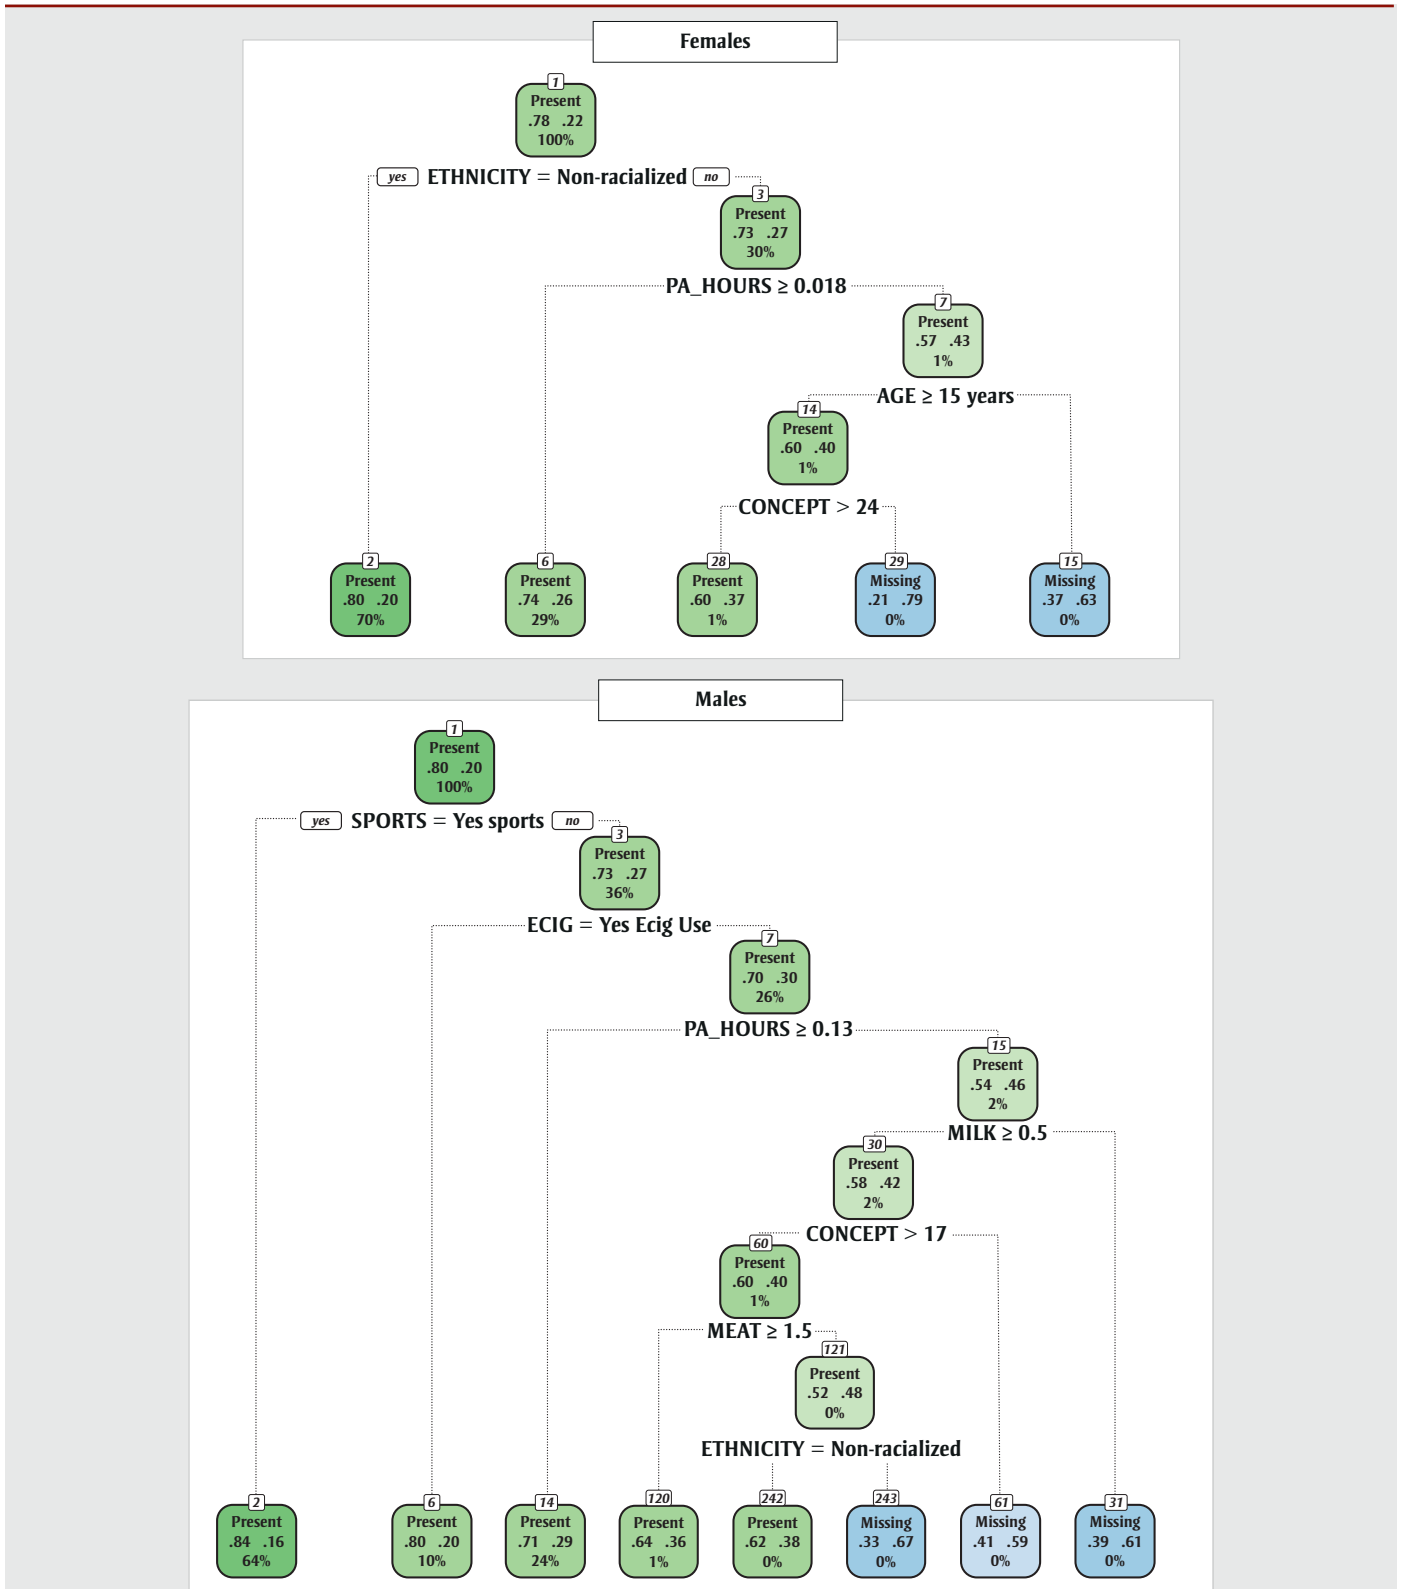 Females
1
Present
.78 .22
100%
yes ETHNICITY = Non-racialized no
3
Present
.73 .27
30%
PA_HOURS ≥ 0.018
7
Present
.57 .43
1%
AGE ≥ 15 years
14
Present
.60 .40
1%
CONCEPT > 24
2
Present
.80 .20
70%
6
Present
.74 .26
29%
28
Present
.60 .37
1%
29
Missing
.21 .79
0%
15
Missing
.37 .63
0%
Males
1
Present
.80 .20
100%
yes SPORTS = Yes sports no
3
Present
.73 .27
36%
ECIG = Yes Ecig Use
7
Present
.70 .30
26%
PA_HOURS ≥ 0.13
15
Present
.54 .46
2%
MILK ≥ 0.5
30
Present
.58 .42
2%
CONCEPT > 17
60
Present
.60 .40
1%
MEAT ≥ 1.5
121
Present
.52 .48
0%
ETHNICITY = Non-racialized
2
Present
.84 .16
64%
6
Present
.80 .20
10%
14
Present
.71 .29
24%
120
Present
.64 .36
1%
242
Present
.62 .38
0%
243
Missing
.33 .67
0%
61
Missing
.41 .59
0%
31
Missing
.39 .61
0%